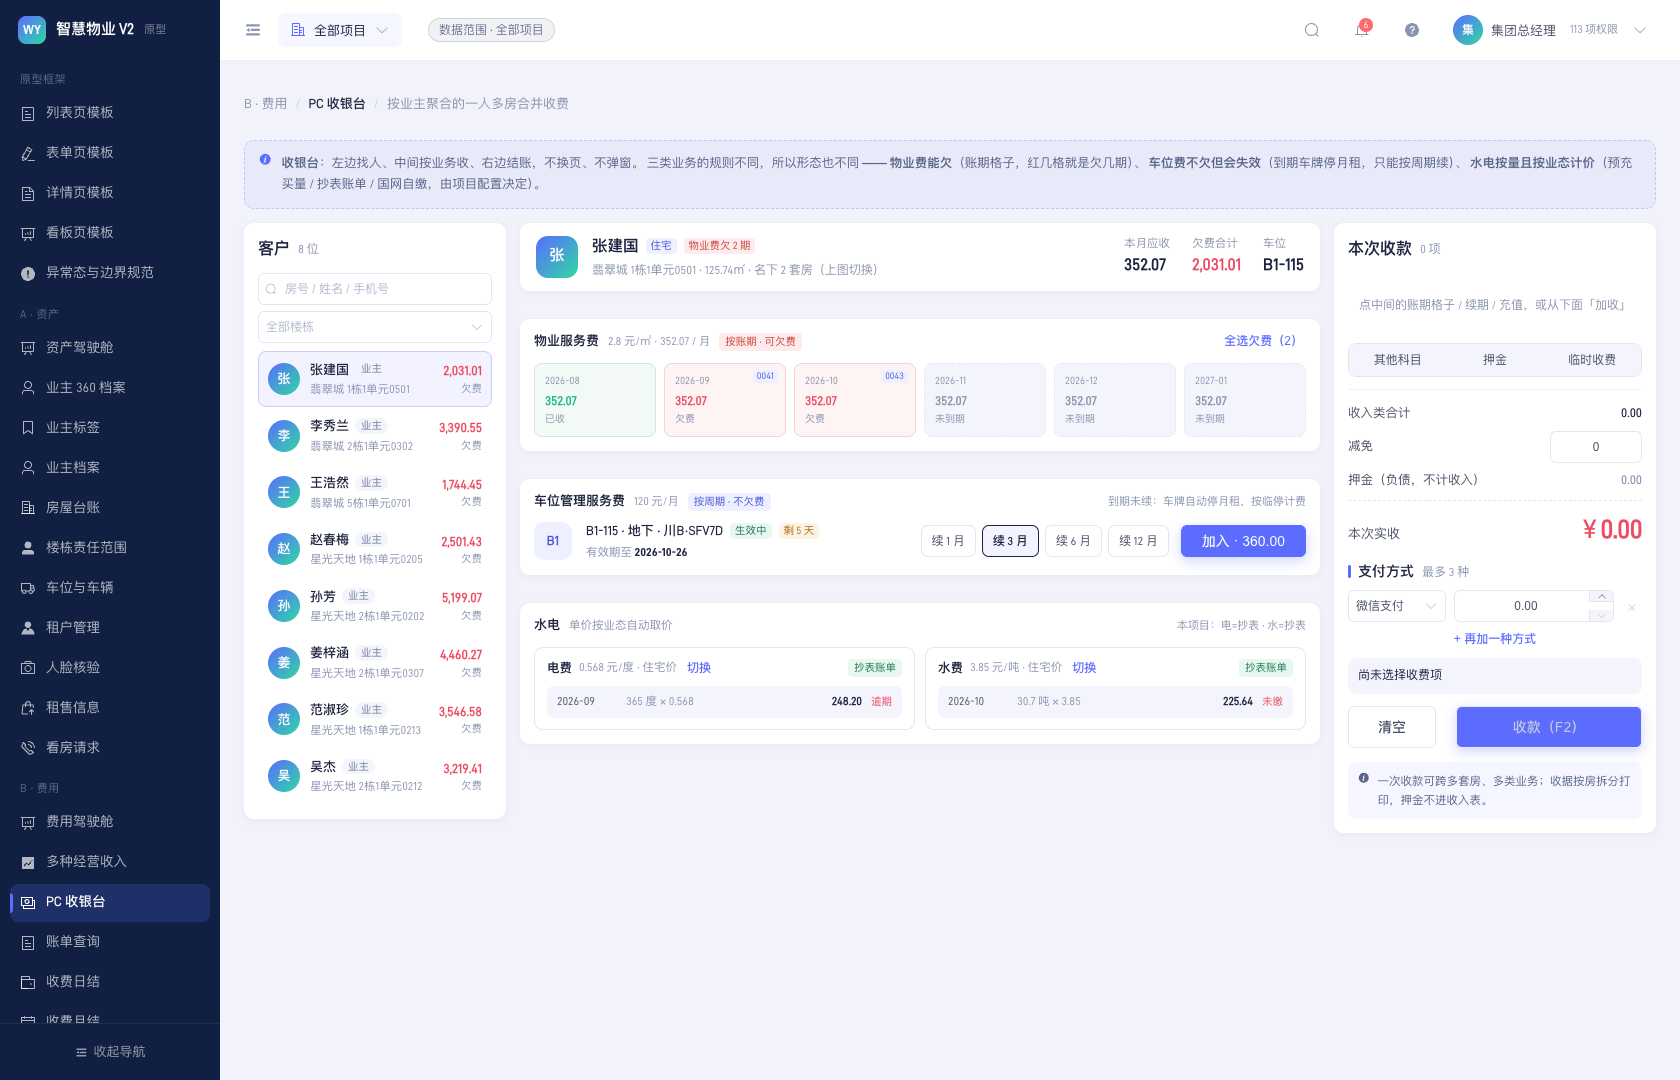 WY 智慧物业 V2 原型
原型框架
列表页模板
表单页模板
详情页模板
看板页模板
异常态与边界规范
A · 资产
资产驾驶舱
业主 360 档案
业主标签
业主档案
房屋台账
楼栋责任范围
车位与车辆
租户管理
人脸核验
租售信息
看房请求
B · 费用
费用驾驶舱
多种经营收入
PC 收银台
账单查询
收费日结
收费月结
收起导航
全部项目
数据范围 · 全部项目
6
集 集团总经理 113 项权限
B · 费用 / PC 收银台 / 按业主聚合的一人多房合并收费
收银台：左边找人、中间按业务收、右边结账，不换页、不弹窗。三类业务的规则不同，所以形态也不同 —— 物业费能欠（账期格子，红几格就是欠几期）、车位费不欠但会失效（到期车牌停月租，只能按周期续）、水电按量且按业态计价（预充
买量 / 抄表账单 / 国网自缴，由项目配置决定）。
客户 8 位
房号 / 姓名 / 手机号
全部楼栋
张 张建国 业主 2,031.01
翡翠城 1栋1单元0501 欠费
李 李秀兰 业主 3,390.55
翡翠城 2栋1单元0302 欠费
王 王浩然 业主 1,744.45
翡翠城 5栋1单元0701 欠费
赵 赵春梅 业主 2,501.43
星光天地 1栋1单元0205 欠费
孙 孙芳 业主 5,199.07
星光天地 2栋1单元0202 欠费
姜 姜梓涵 业主 4,460.27
星光天地 2栋1单元0307 欠费
范 范淑珍 业主 3,546.58
星光天地 1栋1单元0213 欠费
吴 吴杰 业主 3,219.41
星光天地 2栋1单元0212 欠费
张 张建国 住宅 物业费欠 2 期
翡翠城 1栋1单元0501 · 125.74㎡ · 名下 2 套房（上图切换）
本月应收 欠费合计 车位
352.07 2,031.01 B1-115
物业服务费 2.8 元/㎡ · 352.07 / 月 按账期 · 可欠费 全选欠费（2）
2026-08
352.07
已收
2026-09 0041
352.07
欠费
2026-10 0043
352.07
欠费
2026-11
352.07
未到期
2026-12
352.07
未到期
2027-01
352.07
未到期
车位管理服务费 120 元/月 按周期 · 不欠费 到期未续：车牌自动停月租，按临停计费
B1 B1-115 · 地下 · 川B·SFV7D 生效中 剩 5 天
有效期至 2026-10-26
续 1 月 续 3 月 续 6 月 续 12 月 加入 · 360.00
水电 单价按业态自动取价 本项目：电=抄表 · 水=抄表
电费 0.568 元/度 · 住宅价 切换 抄表账单
2026-09 365 度 × 0.568 248.20 逾期
水费 3.85 元/吨 · 住宅价 切换 抄表账单
2026-10 30.7 吨 × 3.85 225.64 未缴
本次收款 0 项
点中间的账期格子 / 续期 / 充值，或从下面「加收」
其他科目 押金 临时收费
收入类合计 0.00
减免 0
押金（负债，不计收入） 0.00
本次实收 ¥ 0.00
支付方式 最多 3 种
微信支付 0.00 ×
+ 再加一种方式
尚未选择收费项
清空 收款（F2）
一次收款可跨多套房、多类业务；收据按房拆分打
印，押金不进收入表。